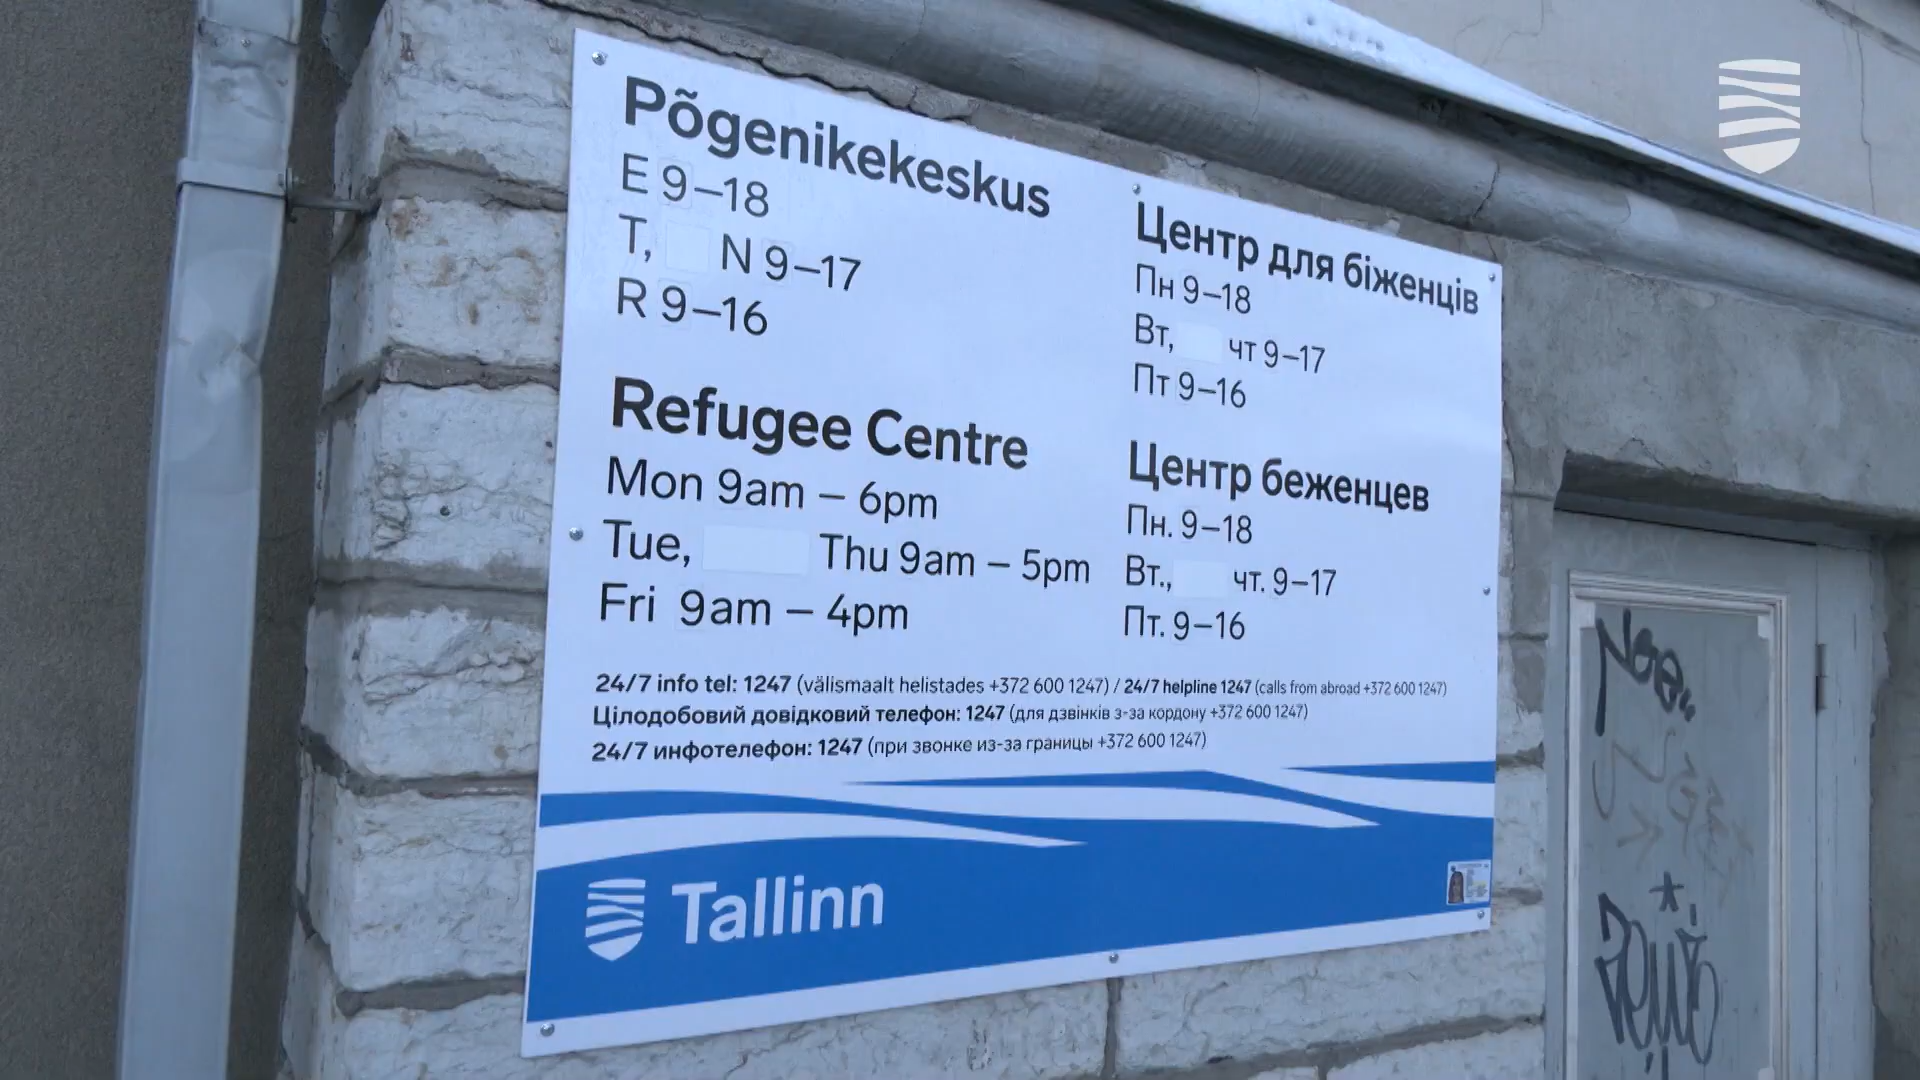 Põgenikekeskus
E 9–18
T, N 9–17
R 9–16
Refugee Centre
Mon 9am – 6pm
Tue, Thu 9am – 5pm
Fri 9am – 4pm
Центр для біженців
Пн 9–18
Вт, чт 9–17
Пт 9–16
Центр беженцев
Пн. 9–18
Вт., чт. 9–17
Пт. 9–16
24/7 info tel: 1247 (välismaalt helistades +372 600 1247) / 24/7 helpline 1247 (calls from abroad +372 600 1247)
Цілодобовий довідковий телефон: 1247 (для дзвінків з-за кордону +372 600 1247)
24/7 инфотелефон: 1247 (при звонке из-за границы +372 600 1247)
Tallinn